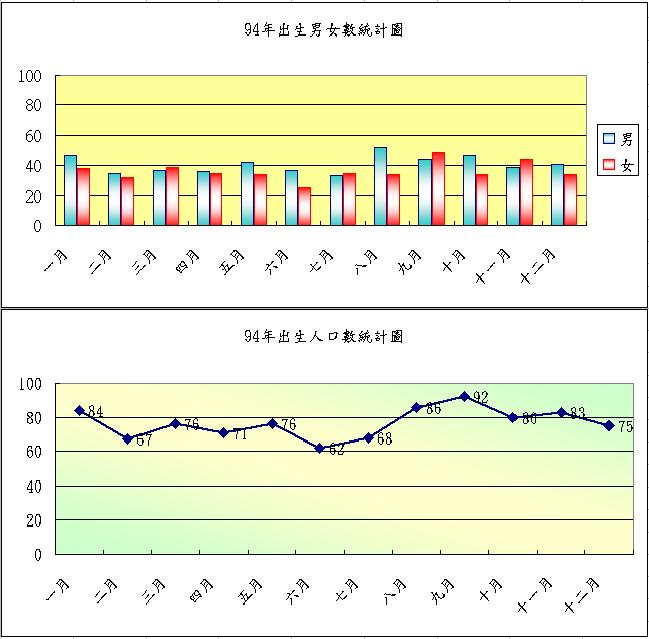 94年出生男女數統計圖
100
80
60
40
20
0
男
女
一月 二月 三月 四月 五月 六月 七月 八月 九月 十月 十一月 十二月
94年出生人口數統計圖
100
80
60
40
20
0
84 67 76 71 76 62 68 86 92 80 83 75
一月 二月 三月 四月 五月 六月 七月 八月 九月 十月 十一月 十二月